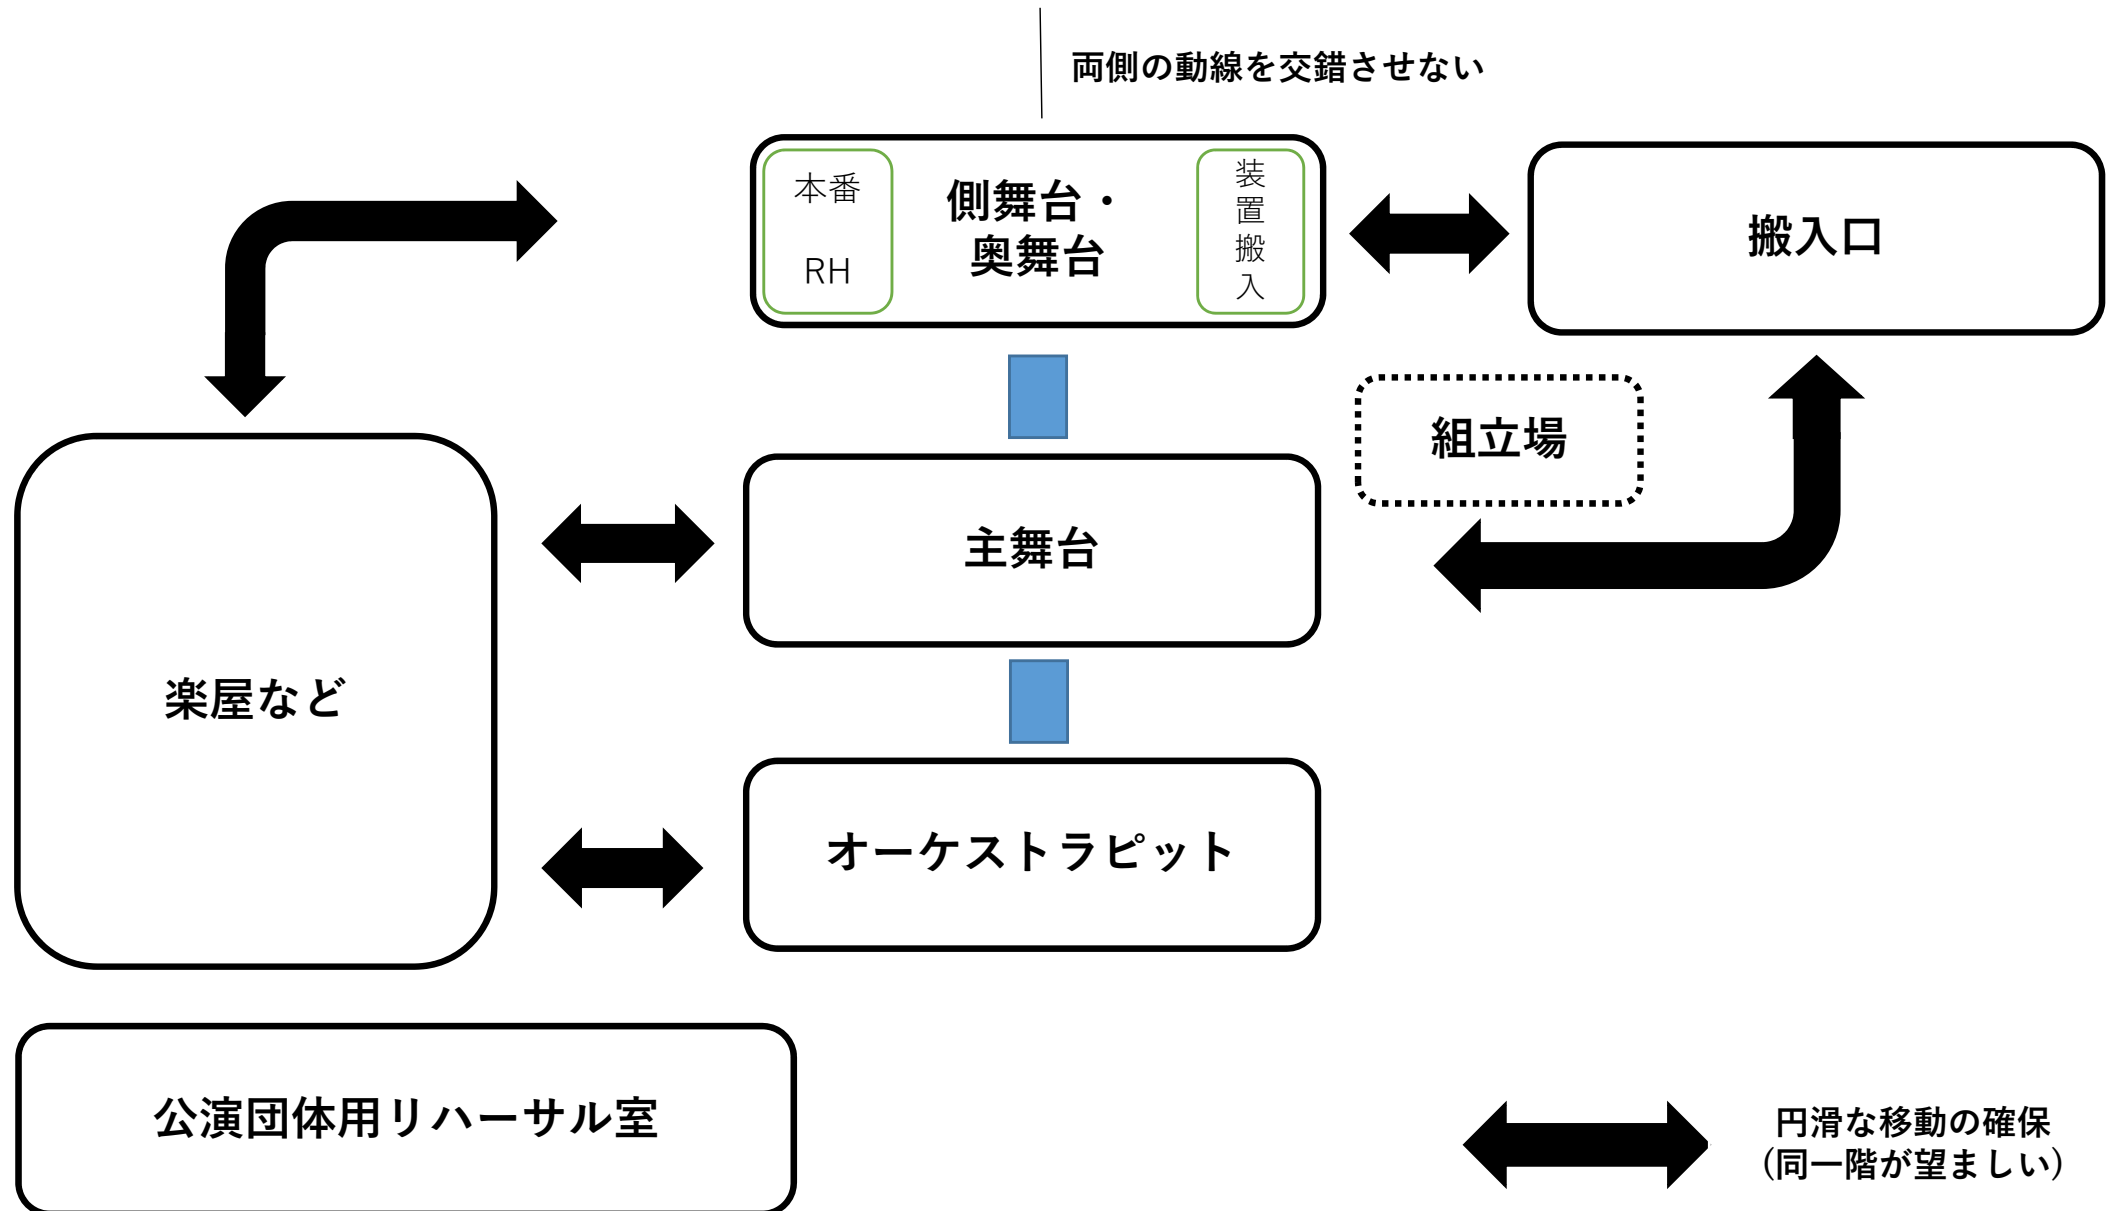 両側の動線を交錯させない
本番
RH
側舞台・
奥舞台
装
置
搬
入
搬入口
組立場
主舞台
楽屋など
オーケストラピット
公演団体用リハーサル室
円滑な移動の確保
(同一階が望ましい)